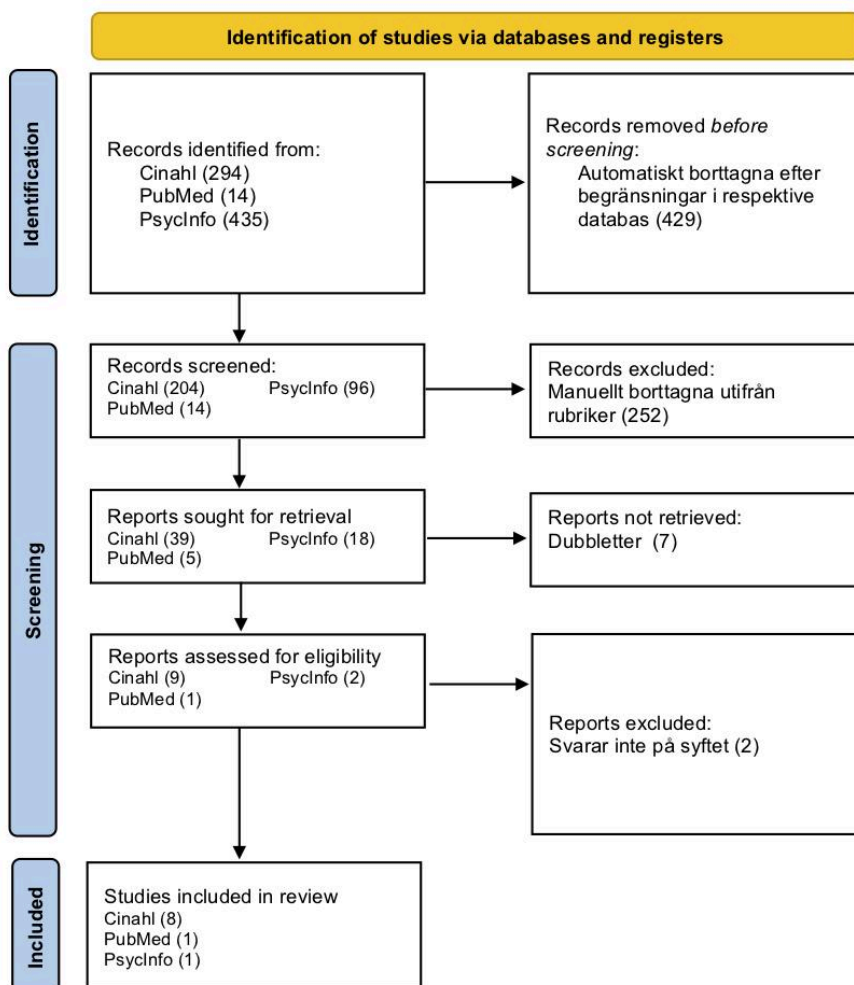 Identification of studies via databases and registers
Identification
Records identified from:
Cinahl (294)
PubMed (14)
PsycInfo (435)
Records removed before
screening:
Automatiskt borttagna efter
begränsningar i respektive
databas (429)
Screening
Records screened:
Cinahl (204) PsycInfo (96)
PubMed (14)
Records excluded:
Manuellt borttagna utifrån
rubriker (252)
Reports sought for retrieval
Cinahl (39) PsycInfo (18)
PubMed (5)
Reports not retrieved:
Dubbletter (7)
Reports assessed for eligibility
Cinahl (9) PsycInfo (2)
PubMed (1)
Reports excluded:
Svarar inte på syftet (2)
Included
Studies included in review
Cinahl (8)
PubMed (1)
PsycInfo (1)